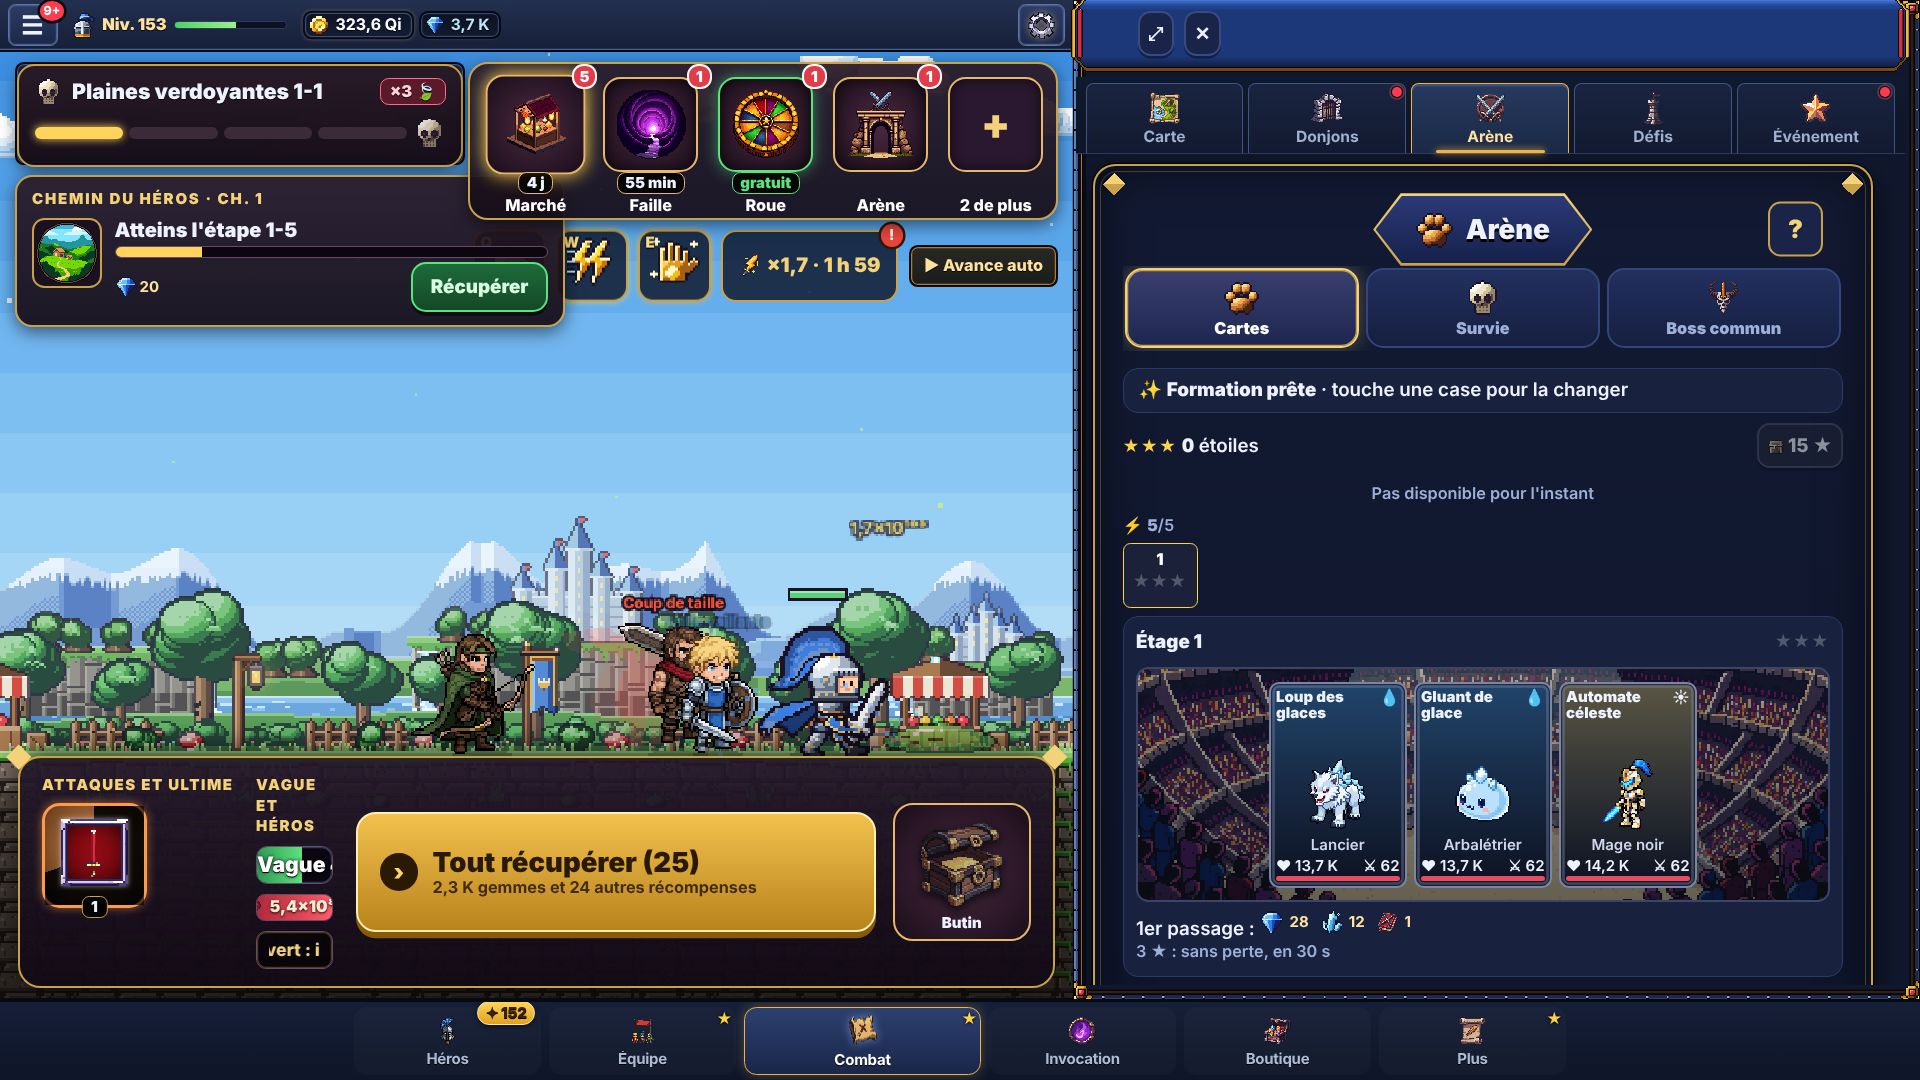 9+
Niv. 153
323,6 Qi
3,7 K
Plaines verdoyantes 1-1
×3
5
1
1
1
4 j
55 min
gratuit
Marché
Faille
Roue
Arène
2 de plus
CHEMIN DU HÉROS · CH. 1
Atteins l'étape 1-5
20
Récupérer
W
E
×1,7 · 1 h 59
!
Avance auto
Coup de taille
ATTAQUES ET ULTIME
1
VAGUE
ET
HÉROS
Vague
5,4×10
vert : i
Tout récupérer (25)
2,3 K gemmes et 24 autres récompenses
Butin
Carte
Donjons
Arène
Défis
Événement
Arène
?
Cartes
Survie
Boss commun
Formation prête · touche une case pour la changer
0 étoiles
15 ★
Pas disponible pour l'instant
5/5
1
Étage 1
Loup des
glaces
Lancier
13,7 K
62
Gluant de
glace
Arbalétrier
13,7 K
62
Automate
céleste
Mage noir
14,2 K
62
1er passage :
28
12
1
3 ★ : sans perte, en 30 s
Héros
152
Équipe
Combat
Invocation
Boutique
Plus